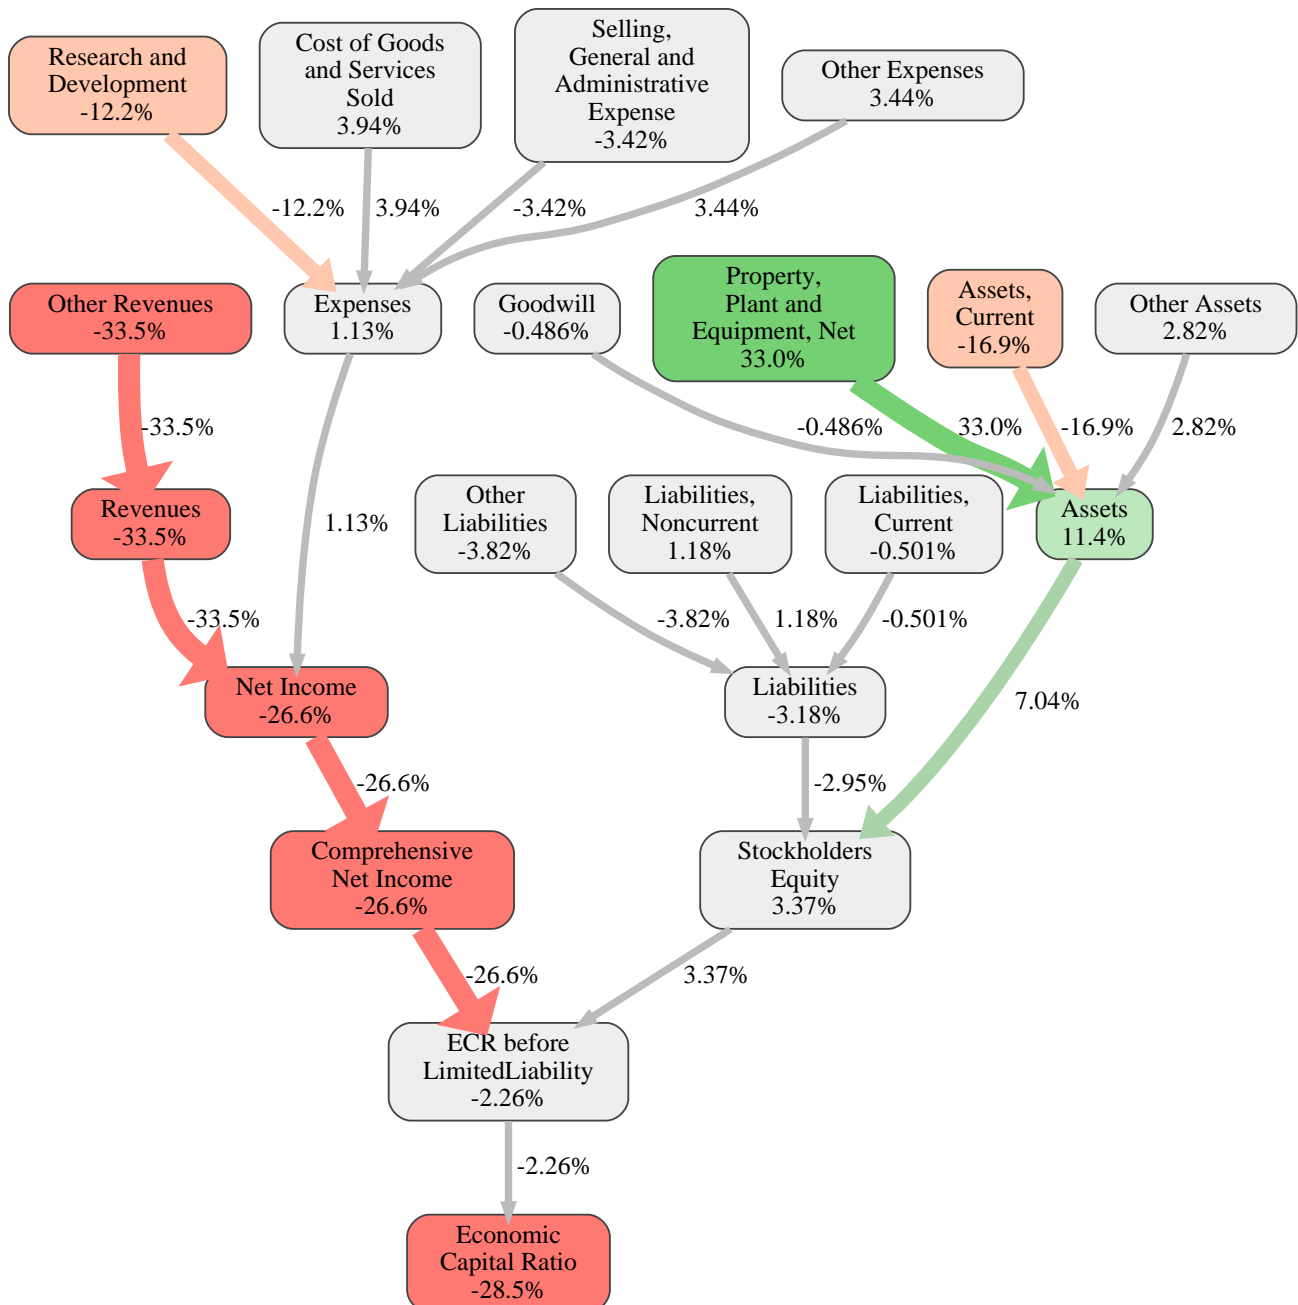 Research and
Development
-12.2%
Cost of Goods
and Services
Sold
3.94%
Selling,
General and
Administrative
Expense
-3.42%
Other Expenses
3.44%
-12.2%
3.94%
-3.42%
3.44%
Other Revenues
-33.5%
Expenses
1.13%
Goodwill
-0.486%
Property,
Plant and
Equipment, Net
33.0%
Assets,
Current
-16.9%
Other Assets
2.82%
-33.5%
-0.486%
33.0%
-16.9%
2.82%
Revenues
-33.5%
1.13%
Other
Liabilities
-3.82%
Liabilities,
Noncurrent
1.18%
Liabilities,
Current
-0.501%
Assets
11.4%
-33.5%
-3.82%
1.18%
-0.501%
Net Income
-26.6%
Liabilities
-3.18%
7.04%
-26.6%
-2.95%
Comprehensive
Net Income
-26.6%
Stockholders
Equity
3.37%
-26.6%
3.37%
ECR before
LimitedLiability
-2.26%
-2.26%
Economic
Capital Ratio
-28.5%